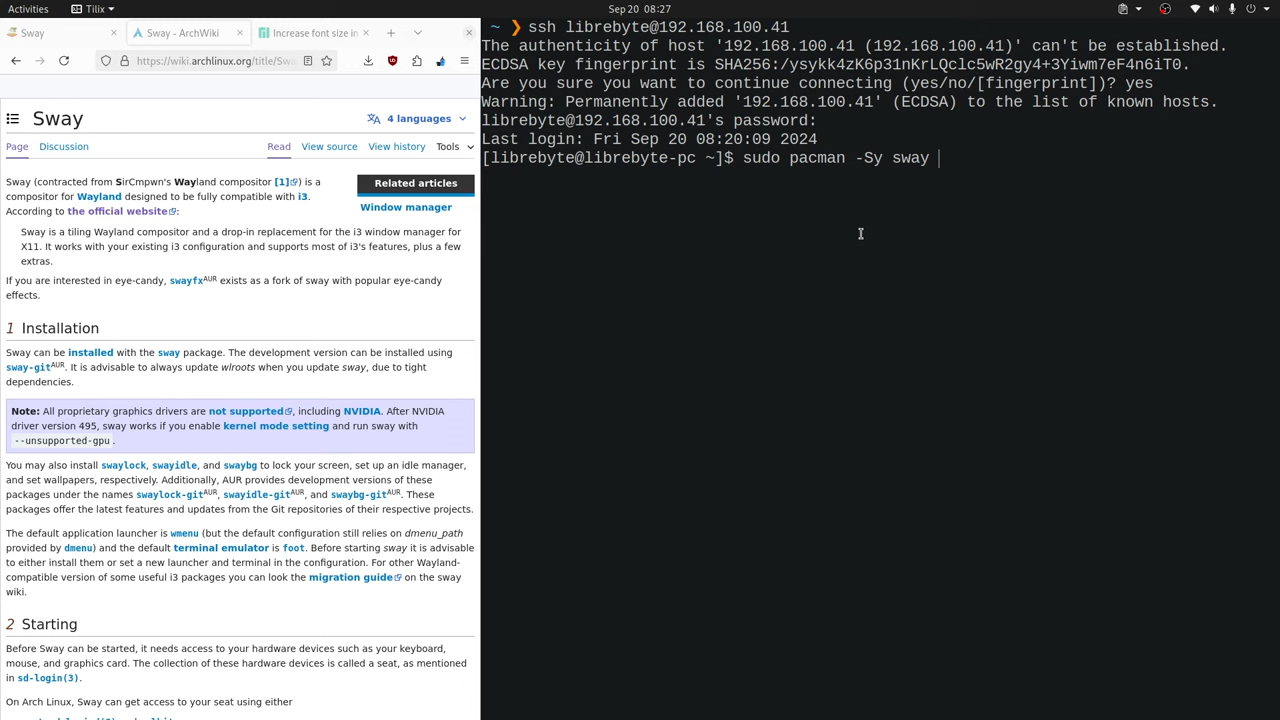 Activities
Tilix
Sep 20 08:27
Sway
Sway - ArchWiki
Increase font size in
https://wiki.archlinux.org/title/Swa
Sway
4 languages
Page Discussion Read View source View history Tools
Sway (contracted from SirCmpwn's Wayland compositor [1]) is a
compositor for Wayland designed to be fully compatible with i3.
According to the official website:
Related articles
Window manager
Sway is a tiling Wayland compositor and a drop-in replacement for the i3 window manager for
X11. It works with your existing i3 configuration and supports most of i3's features, plus a few
extras.
If you are interested in eye-candy, swayfxAUR exists as a fork of sway with popular eye-candy
effects.
1 Installation
Sway can be installed with the sway package. The development version can be installed using
sway-gitAUR. It is advisable to always update wlroots when you update sway, due to tight
dependencies.
Note: All proprietary graphics drivers are not supported, including NVIDIA. After NVIDIA
driver version 495, sway works if you enable kernel mode setting and run sway with
--unsupported-gpu.
You may also install swaylock, swayidle, and swaybg to lock your screen, set up an idle manager,
and set wallpapers, respectively. Additionally, AUR provides development versions of these
packages under the names swaylock-gitAUR, swayidle-gitAUR, and swaybg-gitAUR. These
packages offer the latest features and updates from the Git repositories of their respective projects.
The default application launcher is wmenu (but the default configuration still relies on dmenu_path
provided by dmenu) and the default terminal emulator is foot. Before starting sway it is advisable
to either install them or set a new launcher and terminal in the configuration. For other Wayland-
compatible version of some useful i3 packages you can look the migration guide on the sway
wiki.
2 Starting
Before Sway can be started, it needs access to your hardware devices such as your keyboard,
mouse, and graphics card. The collection of these hardware devices is called a seat, as mentioned
in sd-login(3).
On Arch Linux, Sway can get access to your seat using either
~ ❯ ssh librebyte@192.168.100.41
The authenticity of host '192.168.100.41 (192.168.100.41)' can't be established.
ECDSA key fingerprint is SHA256:/ysykk4zK6p31nKrLQclc5wR2gy4+3Yiwm7eF4n6iT0.
Are you sure you want to continue connecting (yes/no/[fingerprint])? yes
Warning: Permanently added '192.168.100.41' (ECDSA) to the list of known hosts.
librebyte@192.168.100.41's password:
Last login: Fri Sep 20 08:20:09 2024
[librebyte@librebyte-pc ~]$ sudo pacman -Sy sway